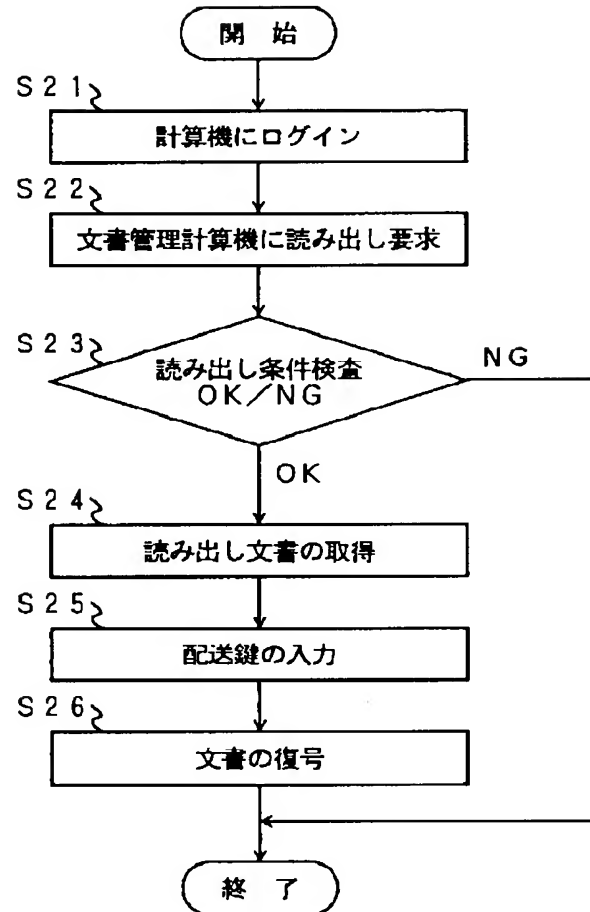 開 始
S21
計算機にログイン
S22
文書管理計算機に読み出し要求
S23
読み出し条件検査
OK/NG
NG
OK
S24
読み出し文書の取得
S25
配送鍵の入力
S26
文書の復号
終 了